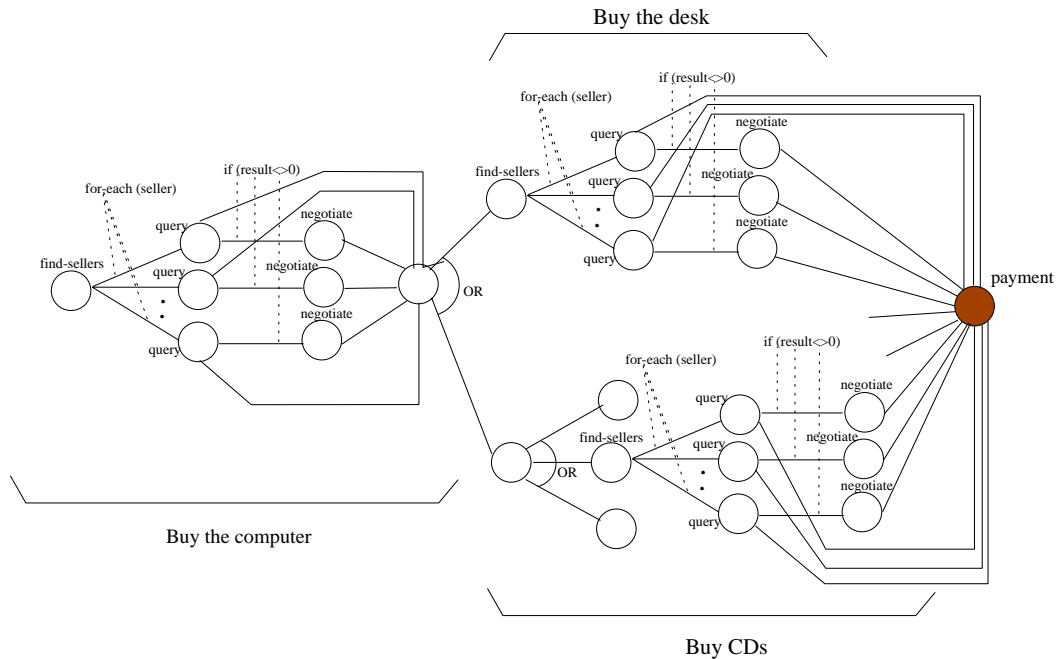 Buy the desk
if (result<>0)
for-each (seller)
query
negotiate
find-sellers
query
negotiate
query
negotiate
if (result<>0)
for-each (seller)
query
negotiate
find-sellers
query
negotiate
query
negotiate
OR
payment
if (result<>0)
for-each (seller)
query
negotiate
find-sellers
query
negotiate
OR
query
negotiate
Buy the computer
Buy CDs